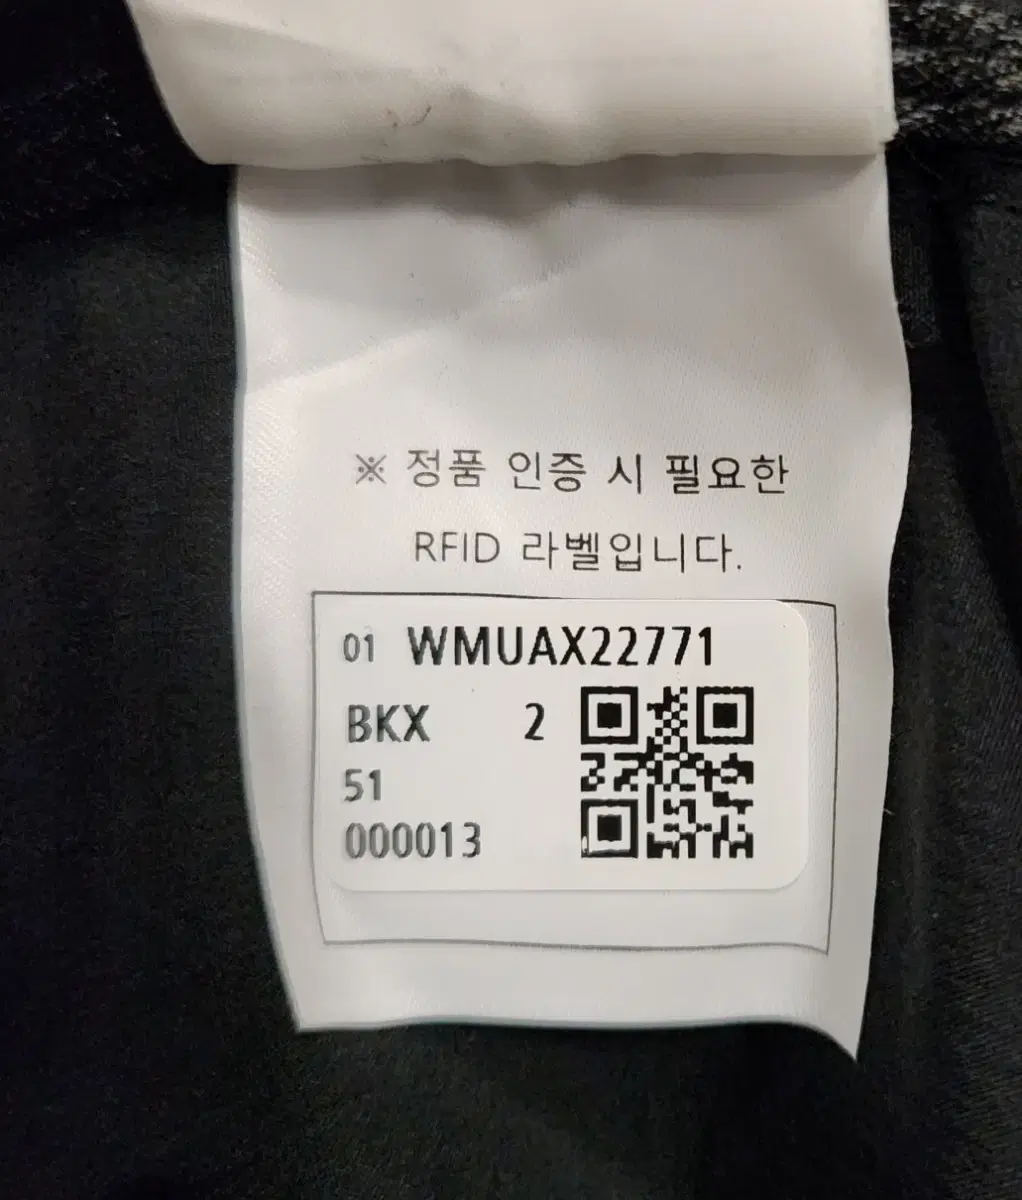 ※ 정품 인증 시 필요한
RFID 라벨입니다.
01 WMUAX22771
BKX 2
51
000013